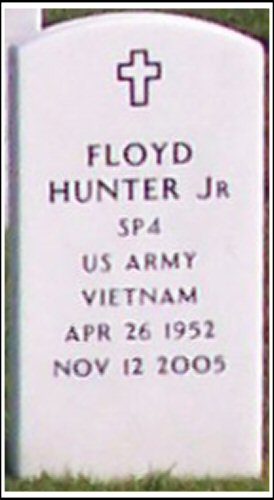 FLOYD
HUNTER JR
SP4
US ARMY
VIETNAM
APR 26 1952
NOV 12 2005